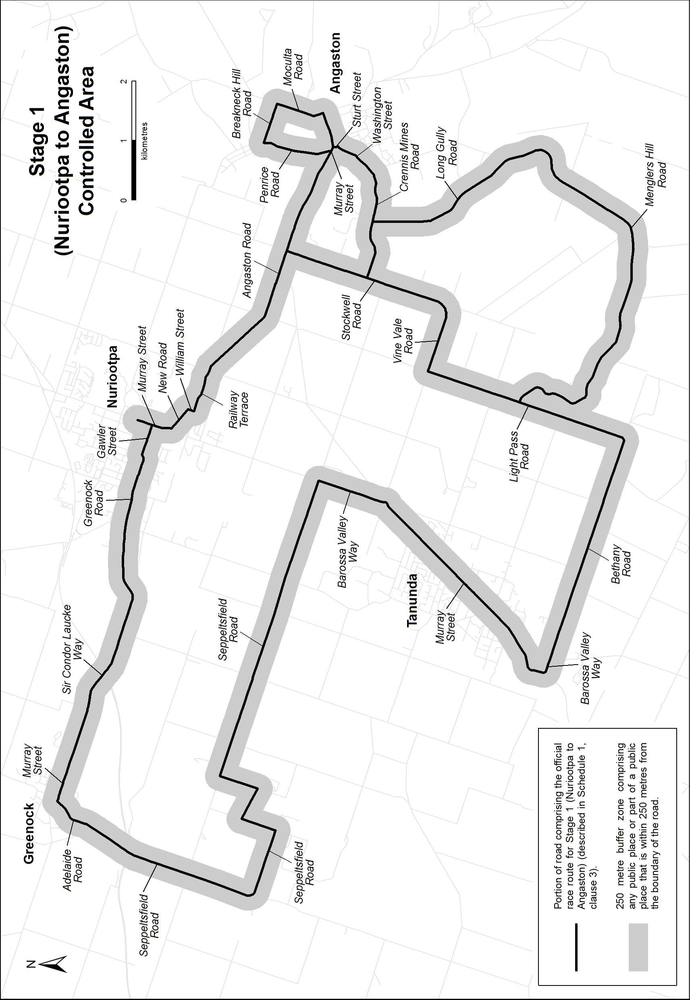 Stage 1
(Nuriootpa to Angaston)
Controlled Area
0
1
2
kilometres
N
Greenock
Murray
Street
Adelaide
Road
Seppeltsfield
Road
Seppeltsfield
Road
Sir Condor Laucke
Way
Seppeltsfield
Road
Greenock
Road
Gawler
Street
Nuriootpa
Murray Street
New Road
William Street
Railway
Terrace
Angaston Road
Breakneck Hill
Road
Moculta
Road
Angaston
Penrice
Road
Murray
Street
Sturt Street
Washington
Street
Crennis Mines
Road
Long Gully
Road
Stockwell
Road
Vine Vale
Road
Menglers Hill
Road
Light Pass
Road
Barossa Valley
Way
Tanunda
Murray
Street
Bethany
Road
Barossa Valley
Way
Portion of road comprising the official
race route for Stage 1 (Nuriootpa to
Angaston) (described in Schedule 1,
clause 3).
250 metre buffer zone comprising
any public place or part of a public
place that is within 250 metres from
the boundary of the road.